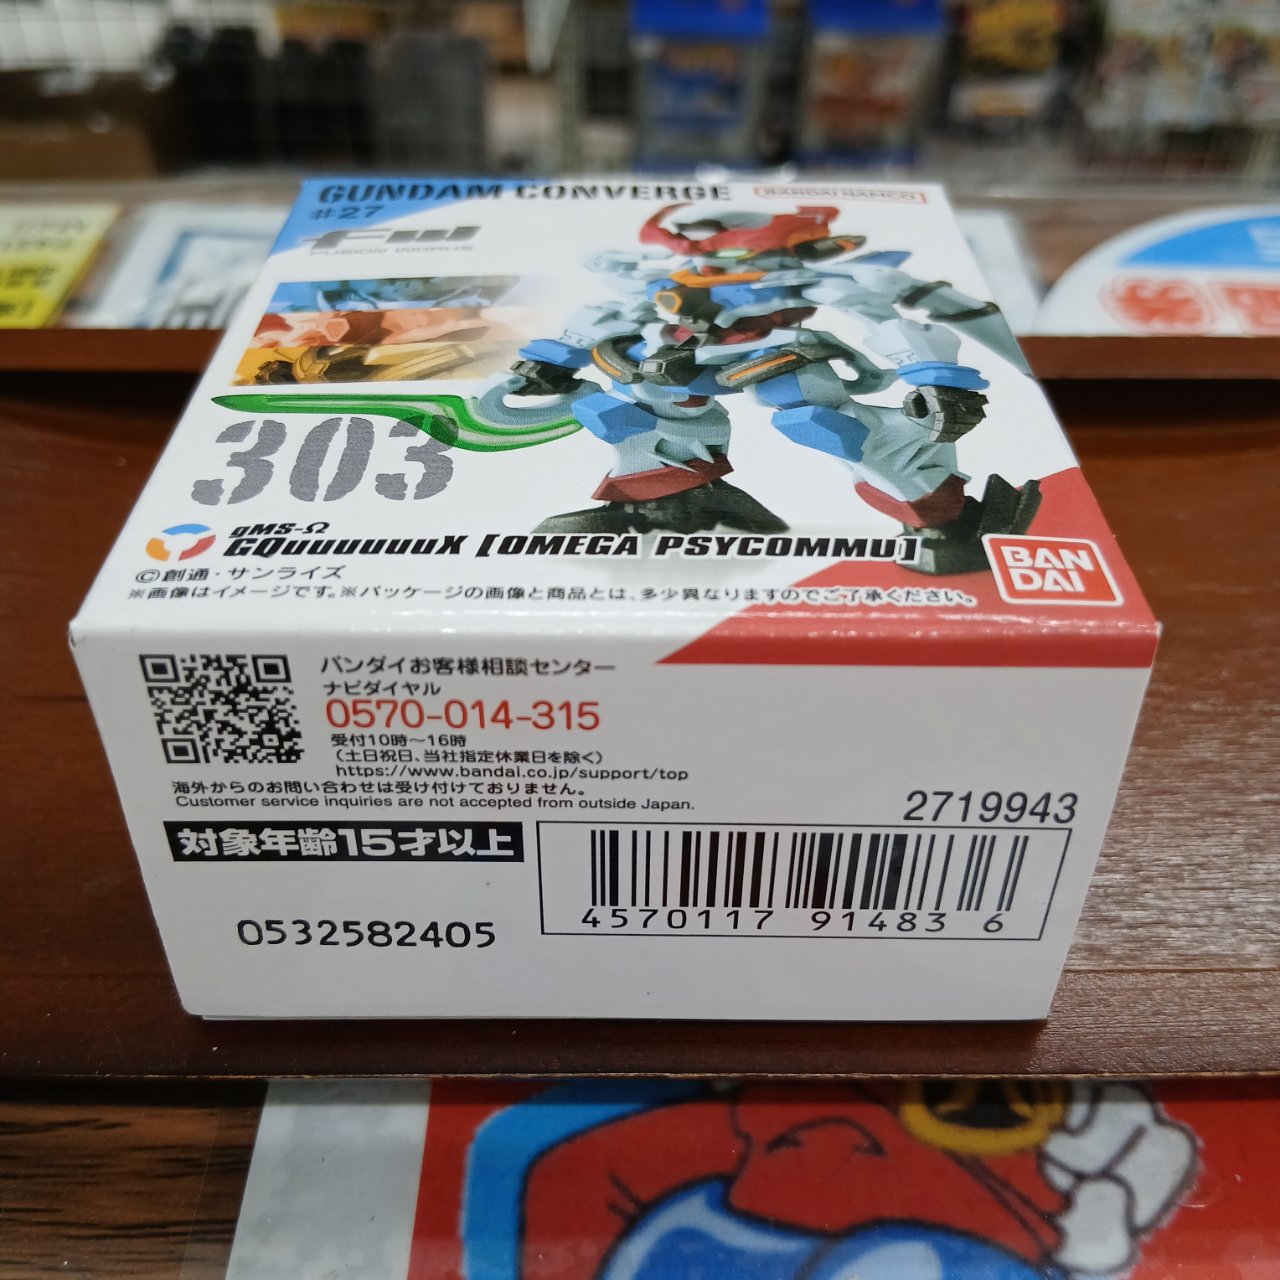 GUNDAM CONVERGE
BANDAI NAMCO
#27
FW
FUSION WORKS
303
gMS-Ω
GQuuuuuuX [OMEGA PSYCOMMU]
BAN
DAI
©創通・サンライズ
※画像はイメージです。※パッケージの画像と商品とは、多少異なりますのでご了承ください。
バンダイお客様相談センター
ナビダイヤル
0570-014-315
受付10時〜16時
(土日祝日、当社指定休業日を除く)
https://www.bandai.co.jp/support/top
海外からのお問い合わせは受け付けておりません。
Customer service inquiries are not accepted from outside Japan.
2719943
対象年齢15才以上
4570117 914836
0532582405